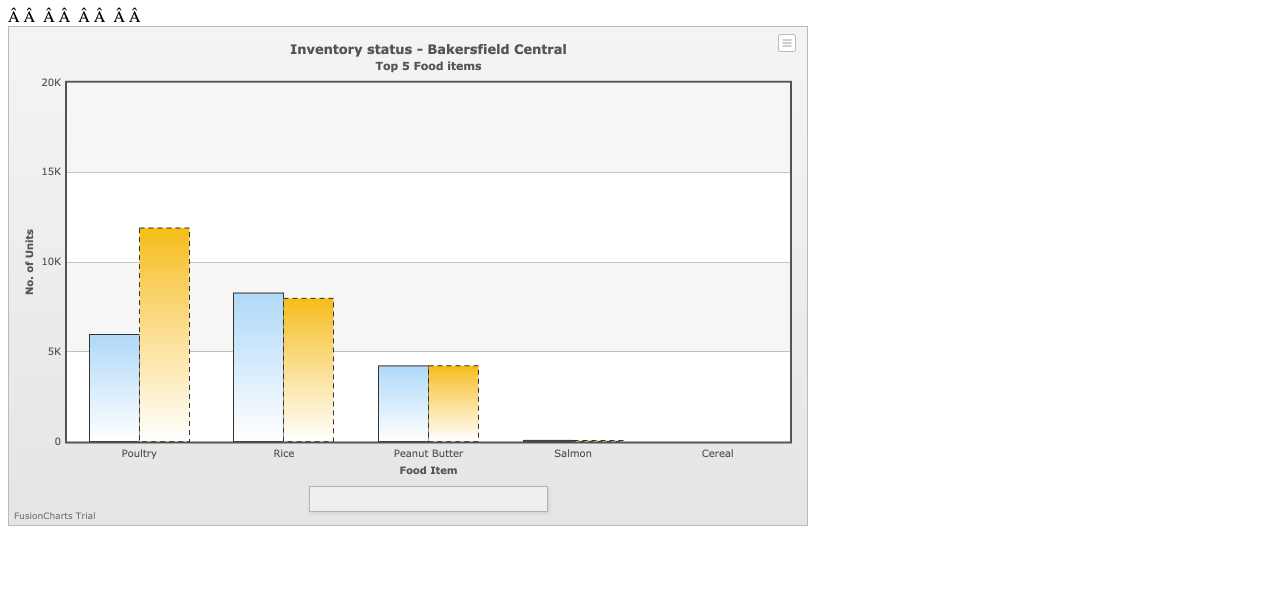 Â Â  Â Â  Â Â  Â Â
Inventory status - Bakersfield Central
Top 5 Food items
20K
15K
10K
5K
0
No. of Units
Poultry Rice Peanut Butter Salmon Cereal
Food Item
FusionCharts Trial